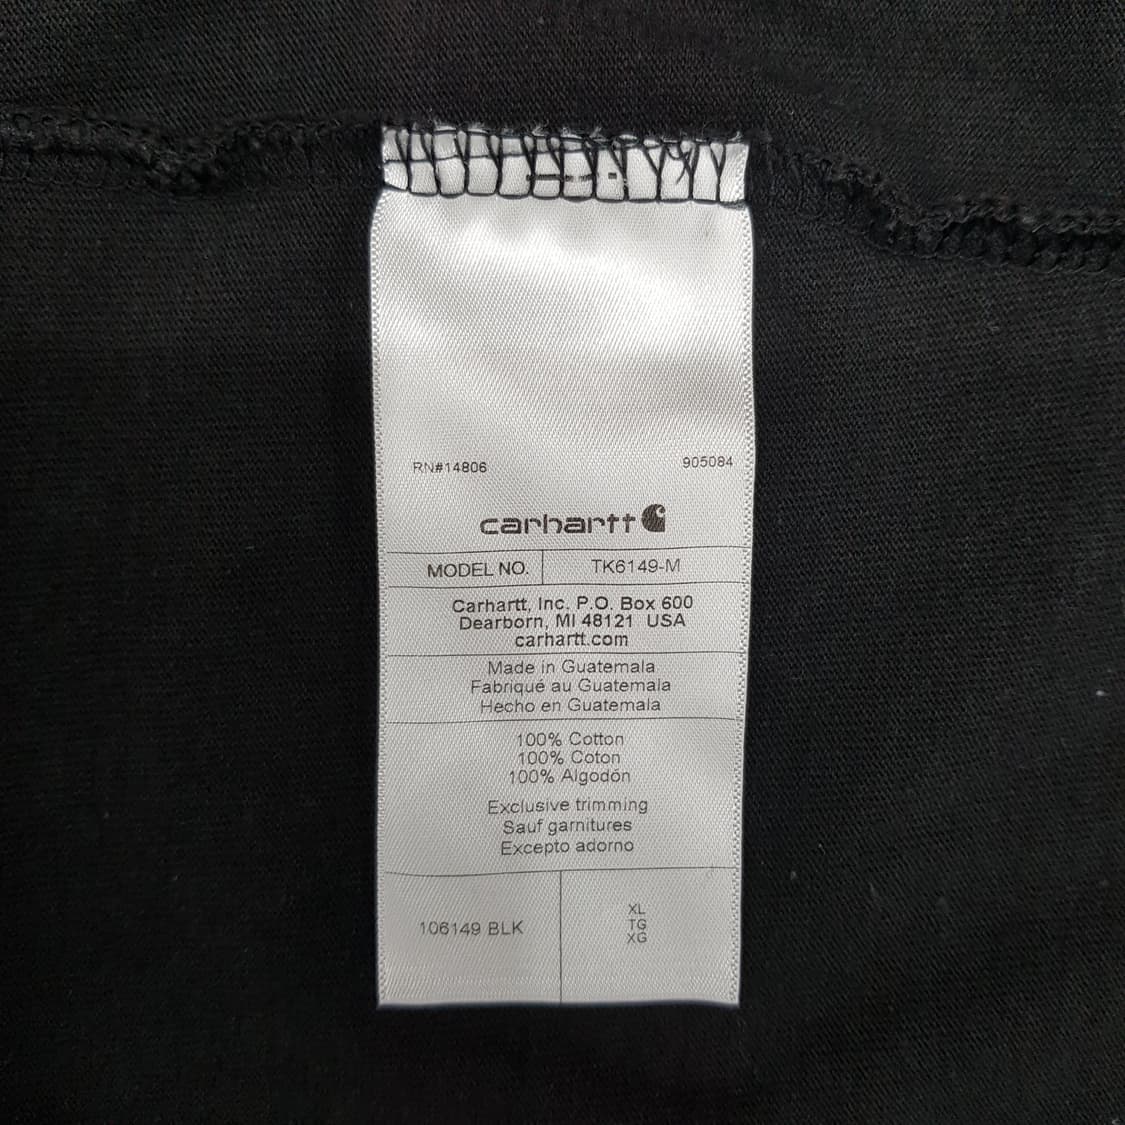 RN#14806 905084
carhartt
MODEL NO. TK6149-M
Carhartt, Inc. P.O. Box 600
Dearborn, MI 48121 USA
carhartt.com
Made in Guatemala
Fabriqué au Guatemala
Hecho en Guatemala
100% Cotton
100% Coton
100% Algodón
Exclusive trimming
Sauf garnitures
Excepto adorno
106149 BLK
XL
TG
XG